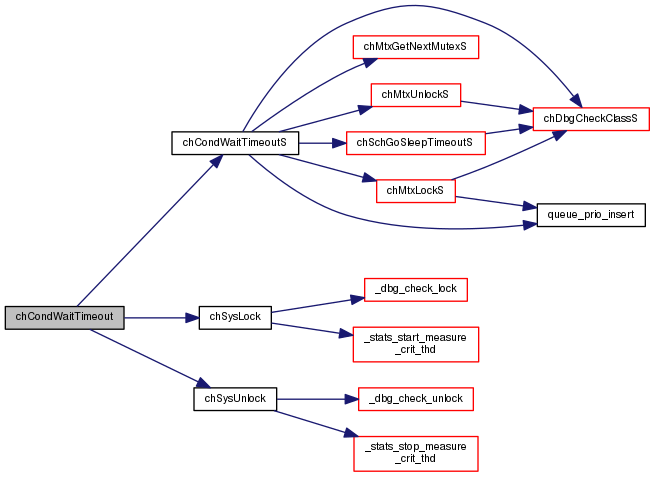 chMtxGetNextMutexS
chMtxUnlockS
chDbgCheckClassS
chCondWaitTimeoutS
chSchGoSleepTimeoutS
chMtxLockS
queue_prio_insert
_dbg_check_lock
chCondWaitTimeout
chSysLock
_stats_start_measure
_crit_thd
chSysUnlock
_dbg_check_unlock
_stats_stop_measure
_crit_thd